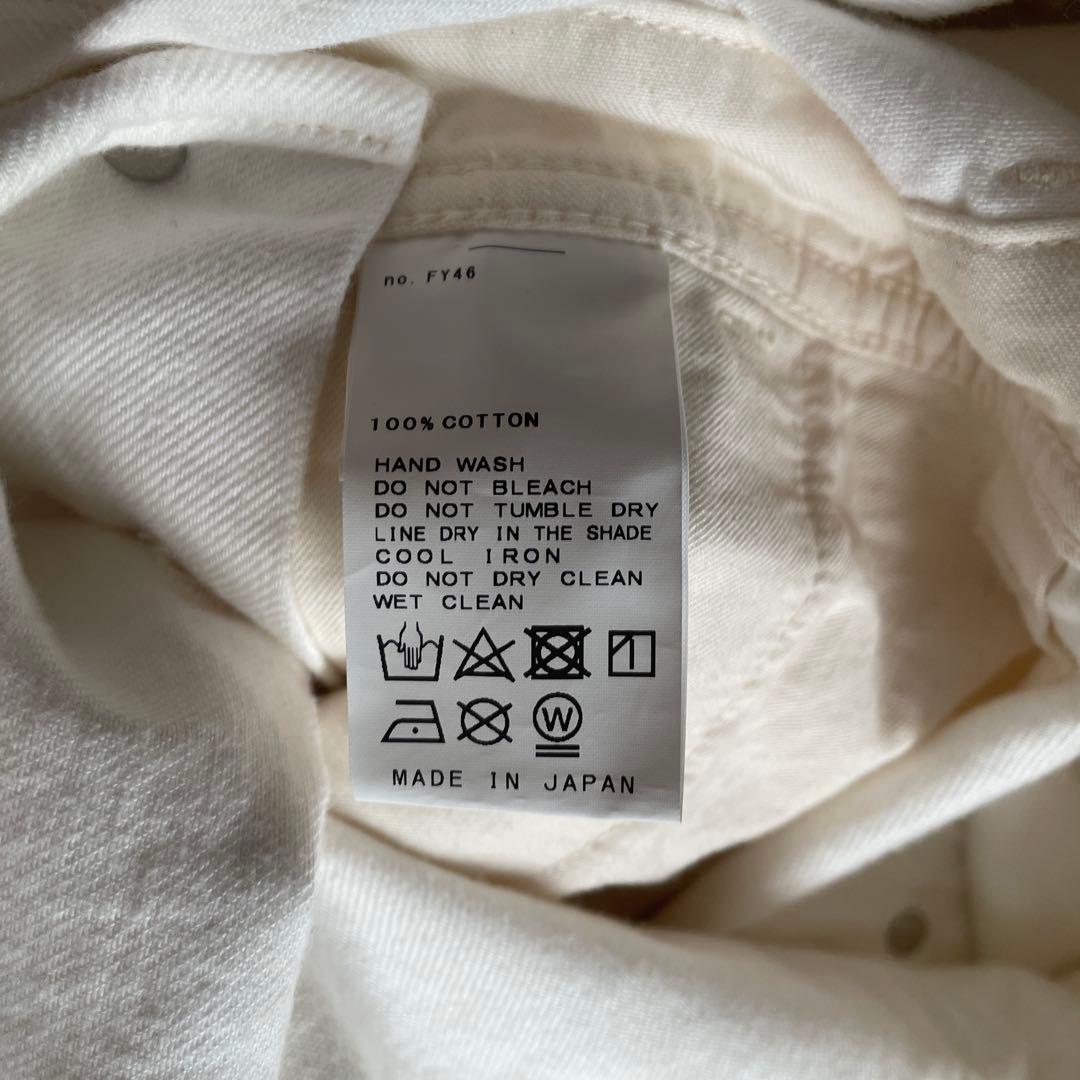 no. FY46
100% COTTON
HAND WASH
DO NOT BLEACH
DO NOT TUMBLE DRY
LINE DRY IN THE SHADE
COOL IRON
DO NOT DRY CLEAN
WET CLEAN
W
MADE IN JAPAN